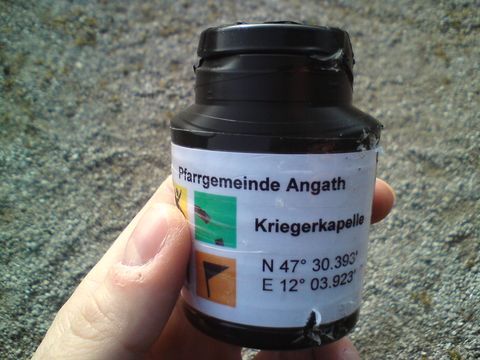 Pfarrgemeinde Angath
Kriegerkapelle
N 47° 30.393'
E 12° 03.923'